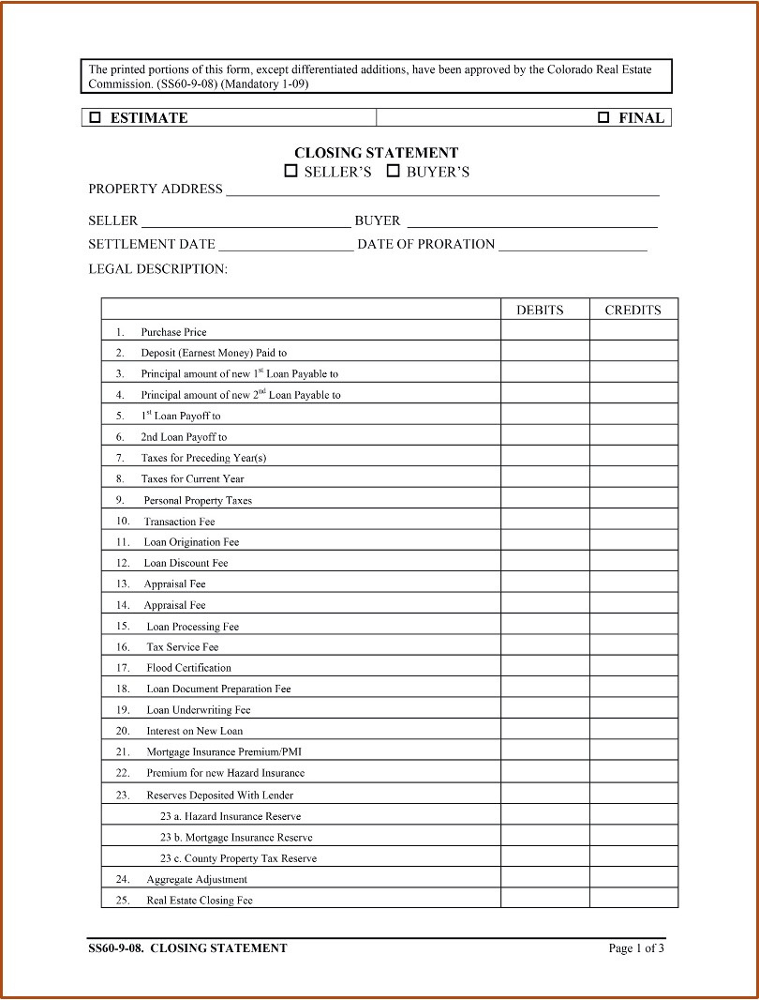 The printed portions of this form, except differentiated additions, have been approved by the Colorado Real Estate
Commission. (SS60-9-08) (Mandatory 1-09)
☐ ESTIMATE ☐ FINAL
CLOSING STATEMENT
☐ SELLER'S ☐ BUYER'S
PROPERTY ADDRESS
SELLER BUYER
SETTLEMENT DATE DATE OF PRORATION
LEGAL DESCRIPTION:
DEBITS CREDITS
1. Purchase Price
2. Deposit (Earnest Money) Paid to
3. Principal amount of new 1st Loan Payable to
4. Principal amount of new 2nd Loan Payable to
5. 1st Loan Payoff to
6. 2nd Loan Payoff to
7. Taxes for Preceding Year(s)
8. Taxes for Current Year
9. Personal Property Taxes
10. Transaction Fee
11. Loan Origination Fee
12. Loan Discount Fee
13. Appraisal Fee
14. Appraisal Fee
15. Loan Processing Fee
16. Tax Service Fee
17. Flood Certification
18. Loan Document Preparation Fee
19. Loan Underwriting Fee
20. Interest on New Loan
21. Mortgage Insurance Premium/PMI
22. Premium for new Hazard Insurance
23. Reserves Deposited With Lender
23 a. Hazard Insurance Reserve
23 b. Mortgage Insurance Reserve
23 c. County Property Tax Reserve
24. Aggregate Adjustment
25. Real Estate Closing Fee
SS60-9-08. CLOSING STATEMENT Page 1 of 3